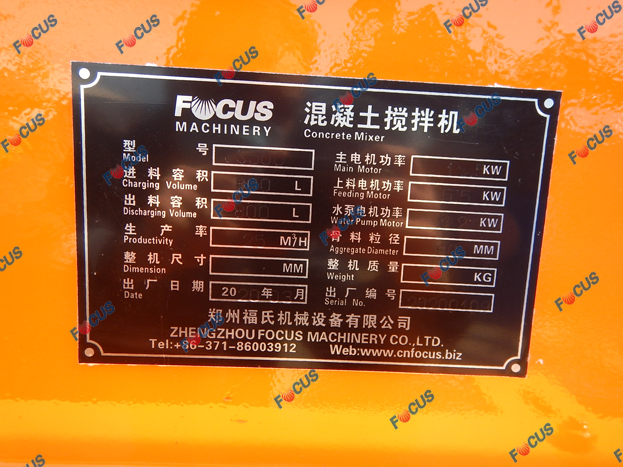 FOCUS
MACHINERY
混凝土搅拌机
Concrete Mixer
型 号
Model
进 料 容 积 L
Charging Volume
出 料 容 积 L
Discharging Volume
生 产 率 M³/H
Productivity
整 机 尺 寸 MM
Dimension
出 厂 日 期 20 年 月
Date
主 电 机 功 率 KW
Main Motor
上料电机功率 KW
Feeding Motor
水泵电机功率 KW
Water Pump Motor
骨 料 粒 径 MM
Aggregate Diameter
整 机 质 量 KG
Weight
出 厂 编 号
Serial No.
郑州福氏机械设备有限公司
ZHENGZHOU FOCUS MACHINERY CO.,LTD.
Tel:+86-371-86003912 Web:www.cnfocus.biz